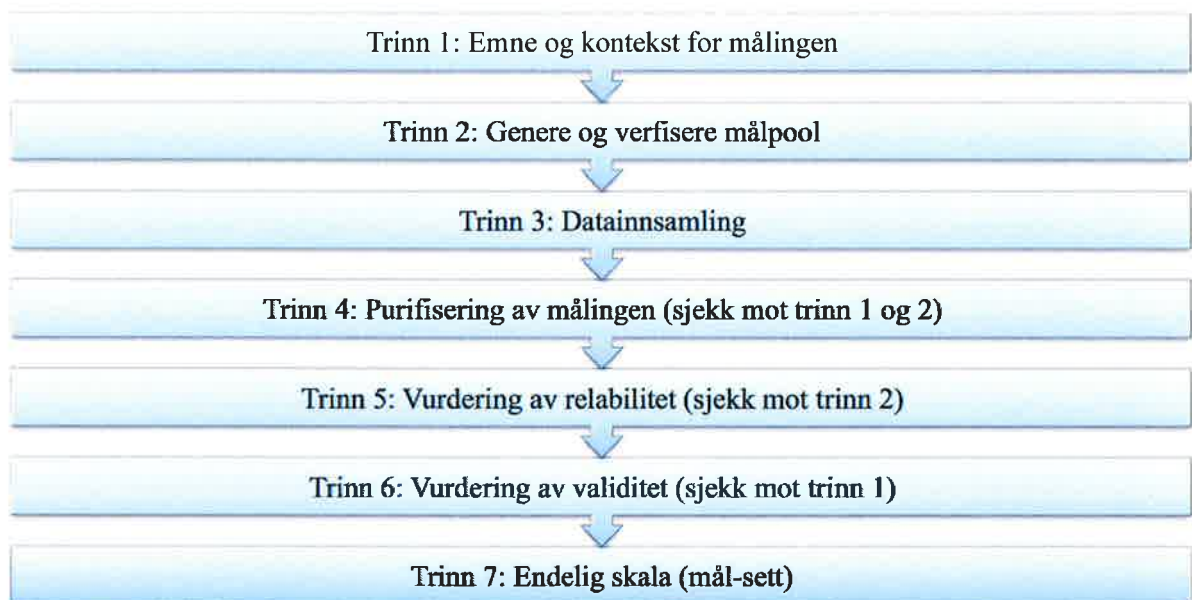 Trinn 1: Emne og kontekst for målingen
Trinn 2: Genere og verfisere målpool
Trinn 3: Datainnsamling
Trinn 4: Purifisering av målingen (sjekk mot trinn 1 og 2)
Trinn 5: Vurdering av relabilitet (sjekk mot trinn 2)
Trinn 6: Vurdering av validitet (sjekk mot trinn 1)
Trinn 7: Endelig skala (mål-sett)